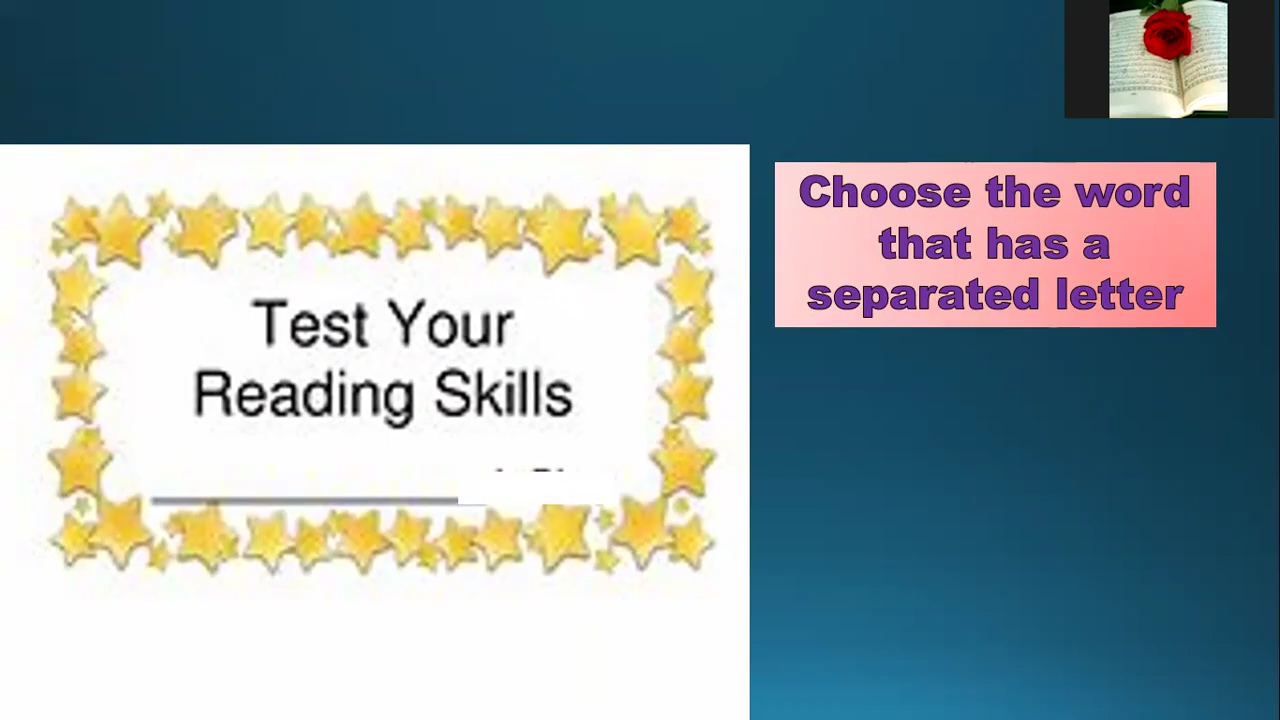 Test Your
Reading Skills
Choose the word
that has a
separated letter